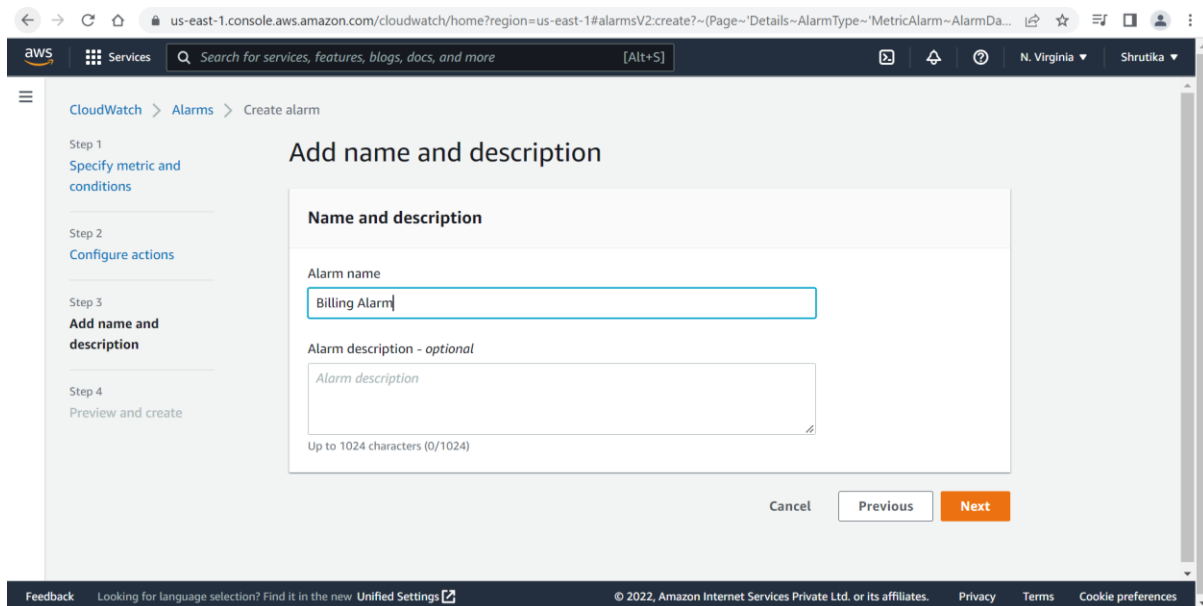 us-east-1.console.aws.amazon.com/cloudwatch/home?region=us-east-1#alarmsV2:create?~(Page~'Details~AlarmType~'MetricAlarm~AlarmDa...
aws Services Search for services, features, blogs, docs, and more [Alt+S] N. Virginia Shrutika
CloudWatch > Alarms > Create alarm
Step 1
Specify metric and
conditions
Step 2
Configure actions
Step 3
Add name and
description
Step 4
Preview and create
Add name and description
Name and description
Alarm name
Billing Alarm
Alarm description - optional
Alarm description
Up to 1024 characters (0/1024)
Cancel Previous Next
Feedback Looking for language selection? Find it in the new Unified Settings © 2022, Amazon Internet Services Private Ltd. or its affiliates. Privacy Terms Cookie preferences